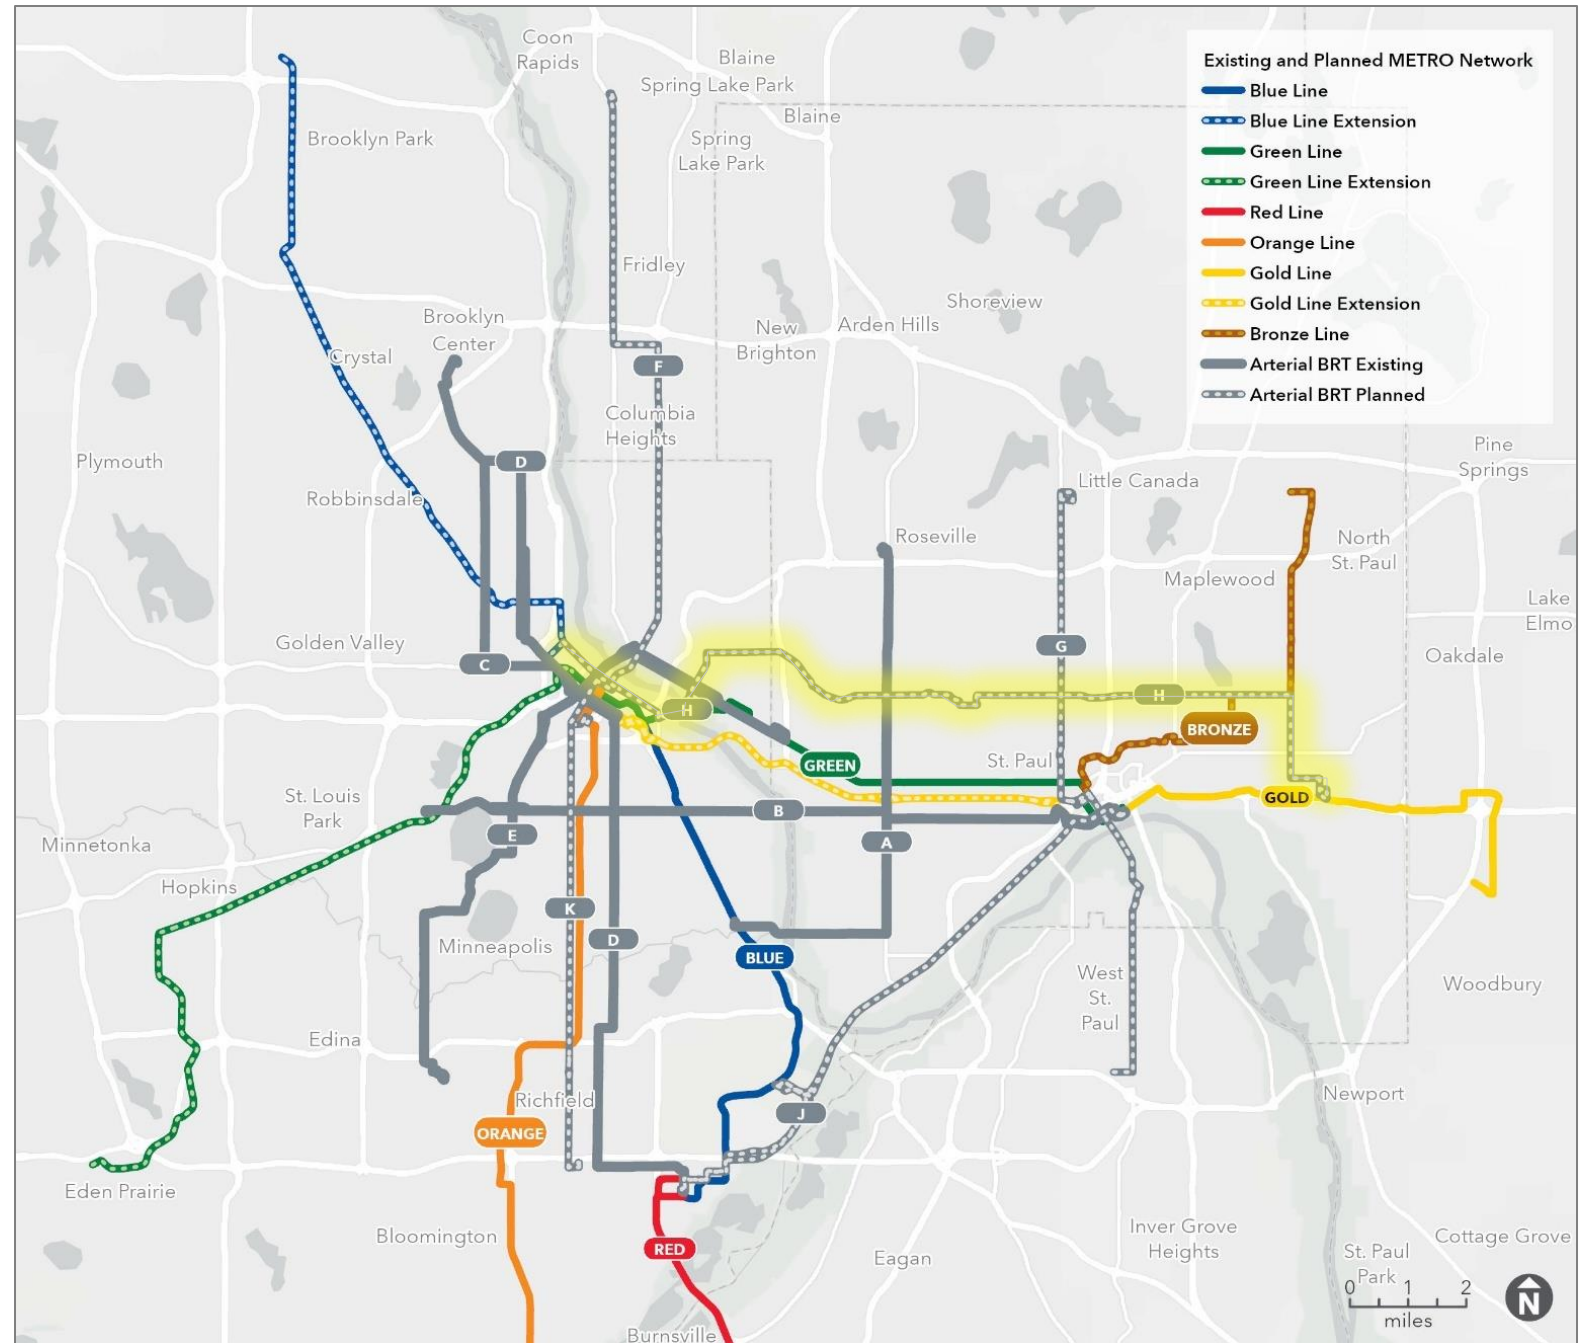 Coon
Rapids
Blaine
Spring Lake Park
Blaine
Spring
Lake Park
Brooklyn Park
Existing and Planned METRO Network
Blue Line
Blue Line Extension
Green Line
Green Line Extension
Red Line
Orange Line
Gold Line
Gold Line Extension
Bronze Line
Arterial BRT Existing
Arterial BRT Planned
Fridley
Shoreview
Brooklyn
Center
New
Brighton
Arden Hills
Crystal
F
Columbia
Heights
Plymouth
D
Pine
Springs
Robbinsdale
Little Canada
Roseville
North
St. Paul
Maplewood
Lake
Elmo
Golden Valley
C
G
Oakdale
H
H
BRONZE
GREEN
St. Paul
St. Louis
Park
GOLD
B
E
A
Minnetonka
Hopkins
K
Minneapolis
D
BLUE
West
St.
Paul
Woodbury
Edina
Richfield
J
Newport
ORANGE
Eden Prairie
Bloomington
RED
Eagan
Inver Grove
Heights
St. Paul
Park
Cottage Grove
0 1 2
miles
N
Burnsville